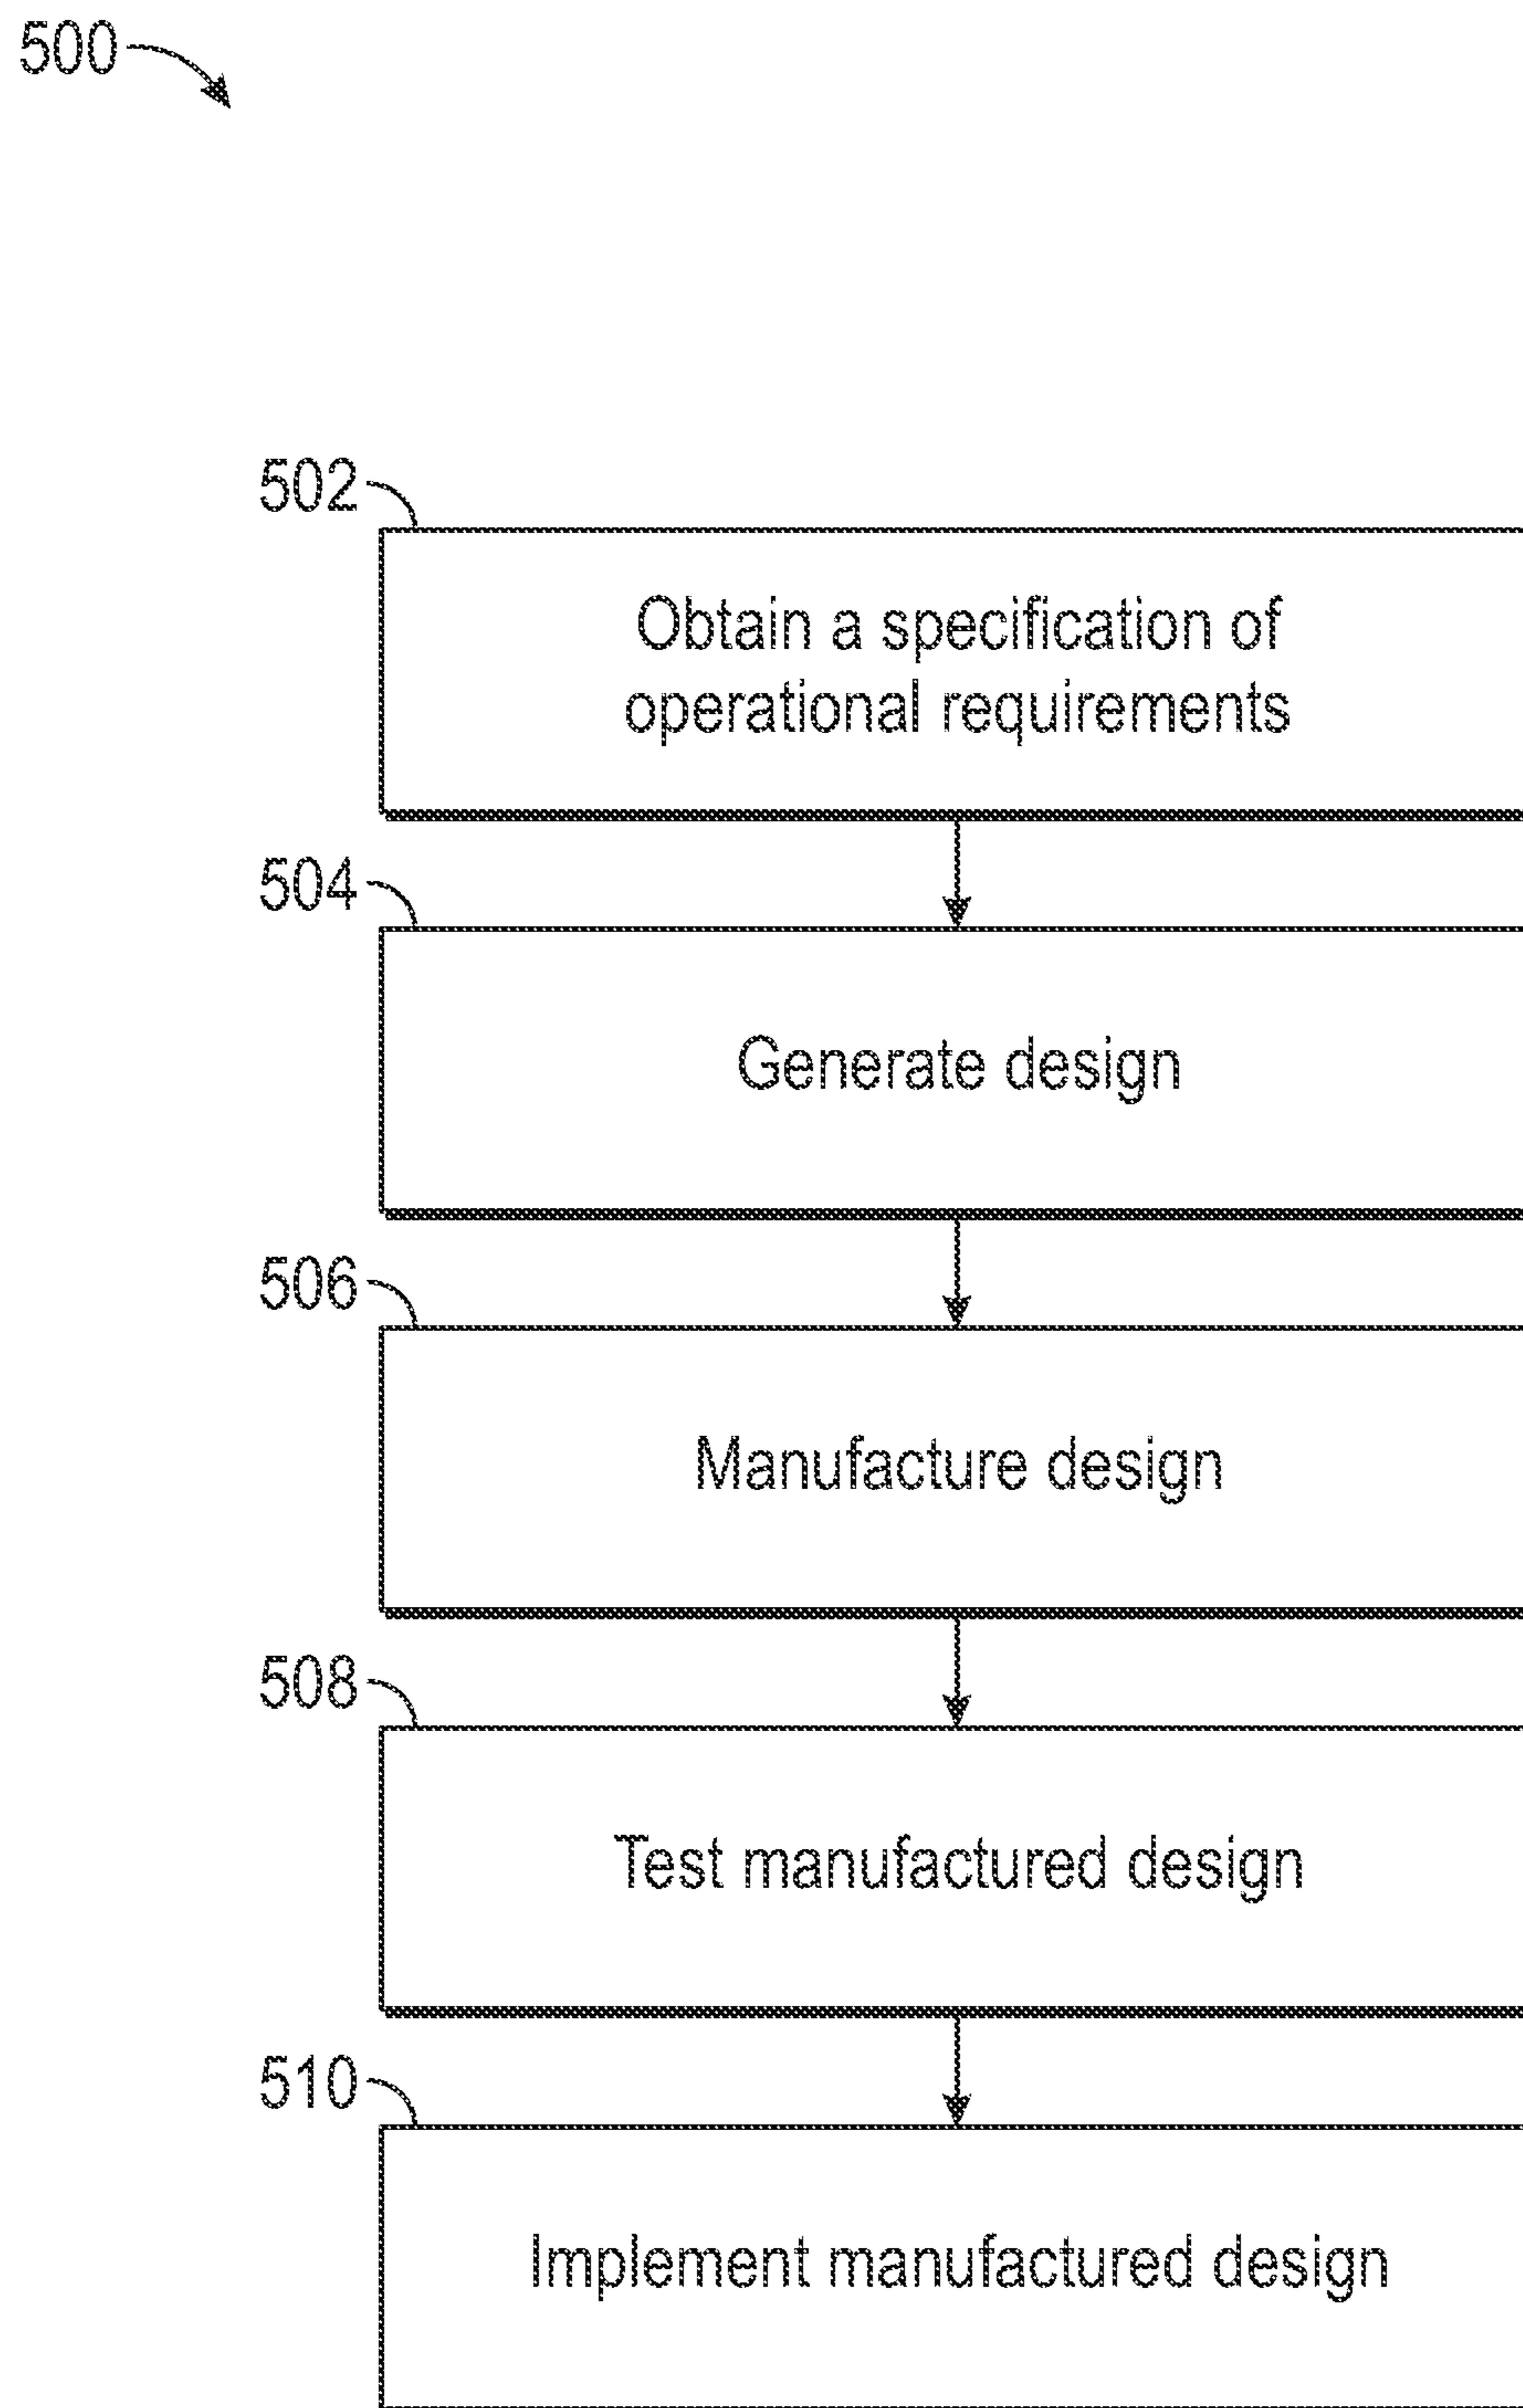 500
502
Obtain a specification of
operational requirements
504
Generate design
506
Manufacture design
508
Test manufactured design
510
Implement manufactured design